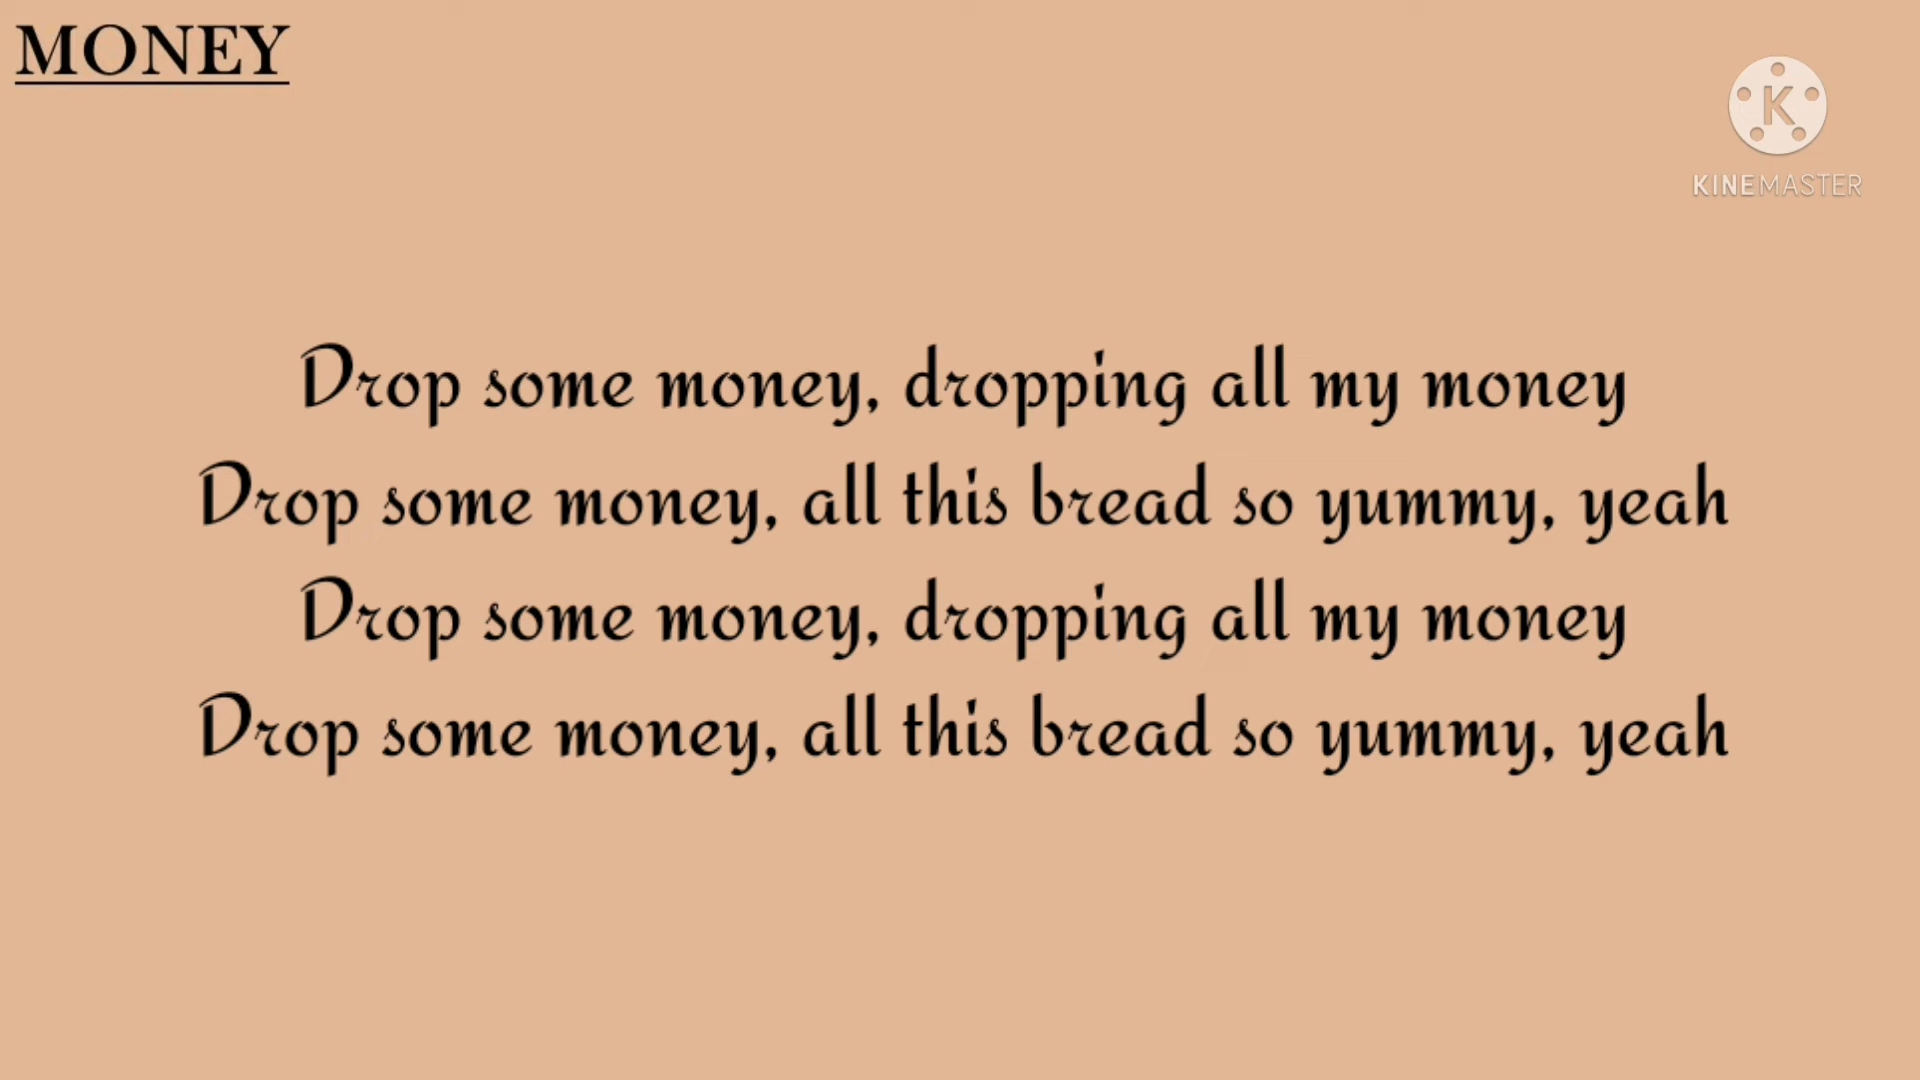 MONEY
K
KINEMASTER
Drop some money, dropping all my money
Drop some money, all this bread so yummy, yeah
Drop some money, dropping all my money
Drop some money, all this bread so yummy, yeah